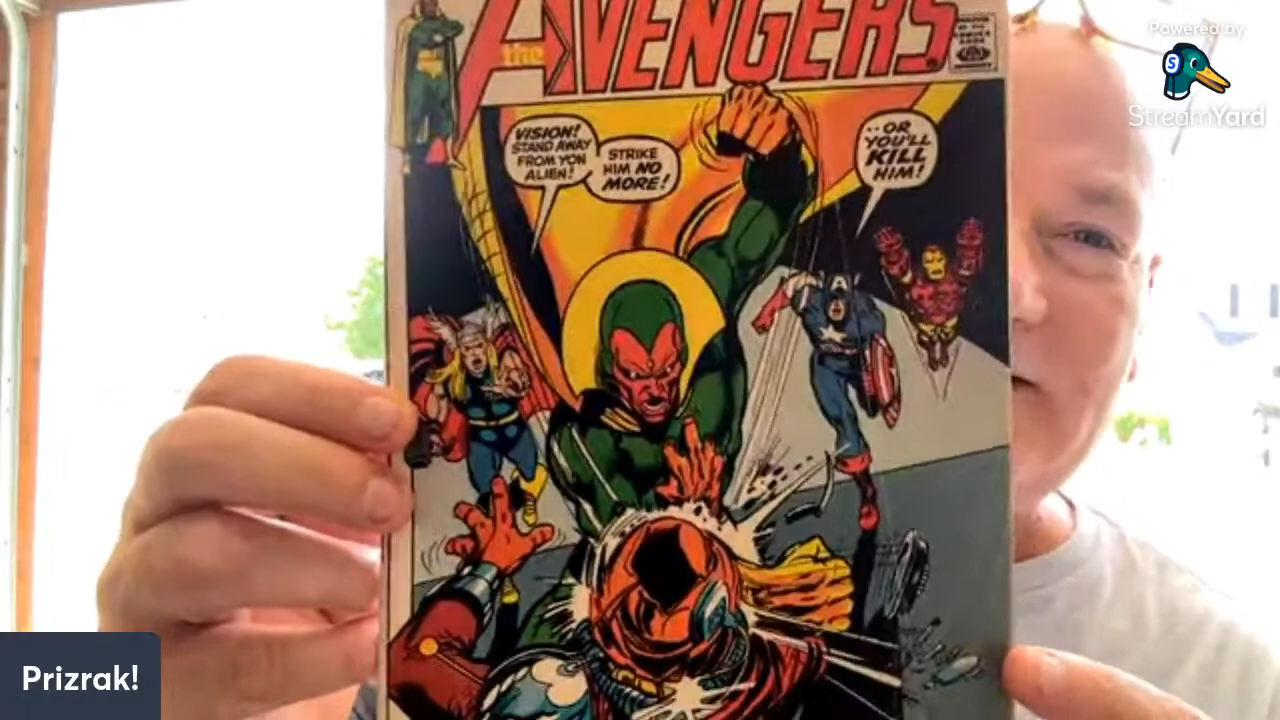 Powered by
StreamYard
the AVENGERS
VISION!
STAND AWAY
FROM YON
ALIEN!
STRIKE
HIM NO
MORE!
..OR
YOU'LL
KILL
HIM!
Prizrak!